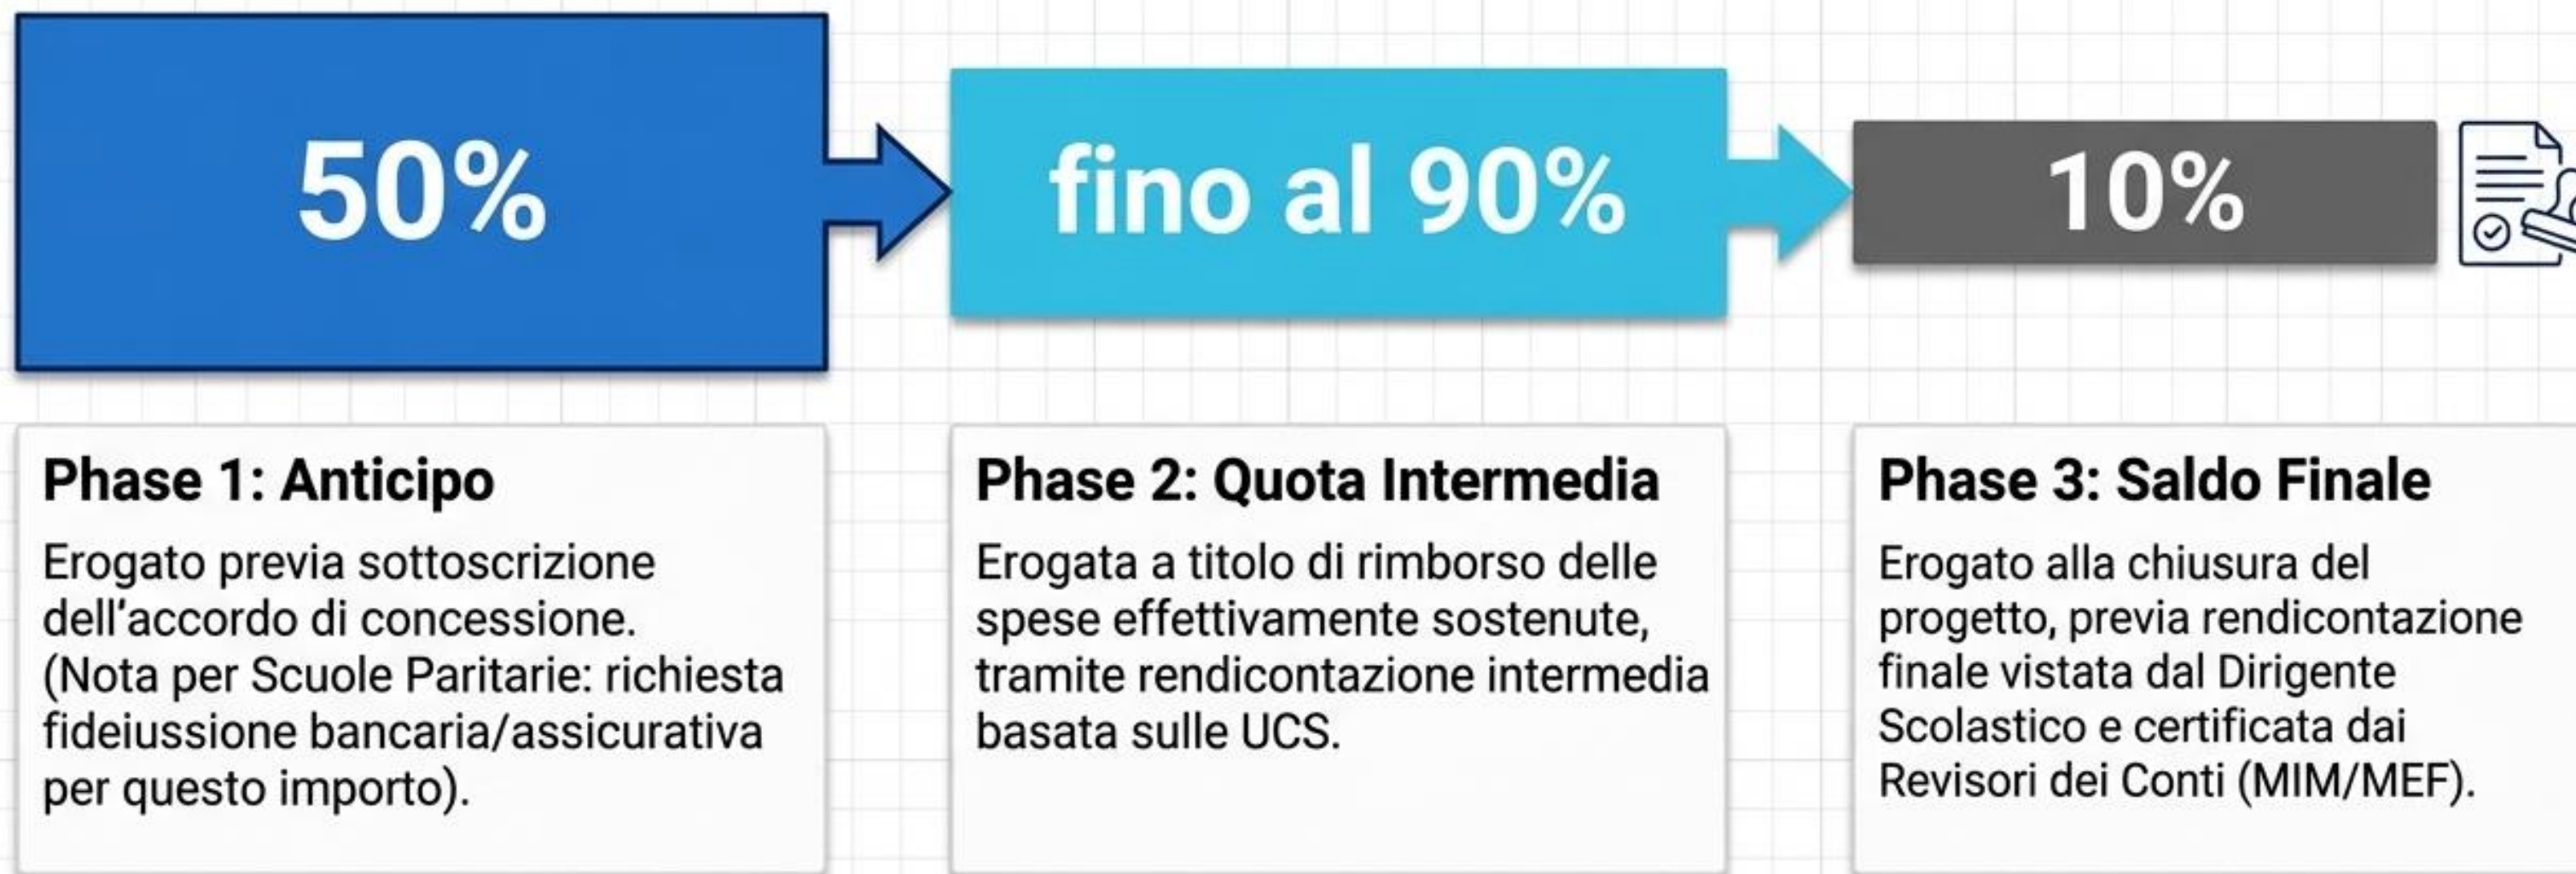 50%
fino al 90%
10%
Phase 1: Anticipo
Erogato previa sottoscrizione
dell'accordo di concessione.
(Nota per Scuole Paritarie: richiesta
fideiussione bancaria/assicurativa
per questo importo).
Phase 2: Quota Intermedia
Erogata a titolo di rimborso delle
spese effettivamente sostenute,
tramite rendicontazione intermedia
basata sulle UCS.
Phase 3: Saldo Finale
Erogato alla chiusura del
progetto, previa rendicontazione
finale vistata dal Dirigente
Scolastico e certificata dai
Revisori dei Conti (MIM/MEF).